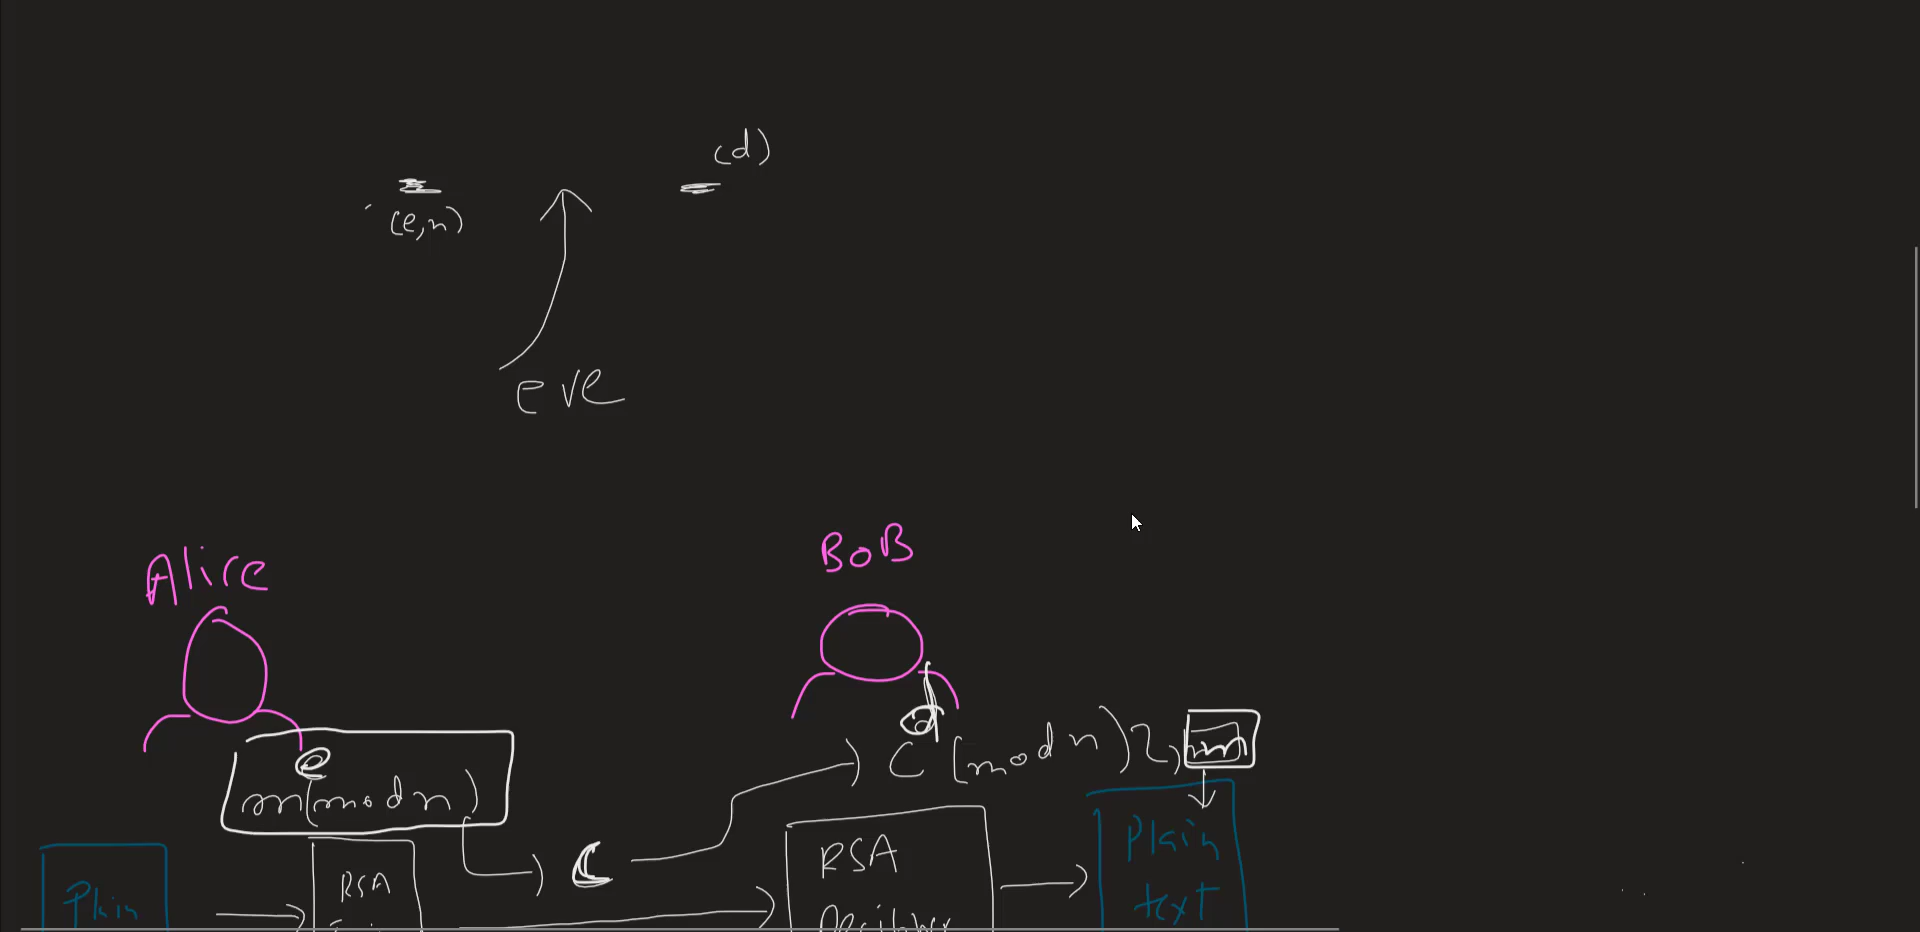 (d)
(e,n)
eve
BOB
Alice
d
C (mod n) = m
e
m(mod n)
C
Plain
text
RSA
RSA
Plain